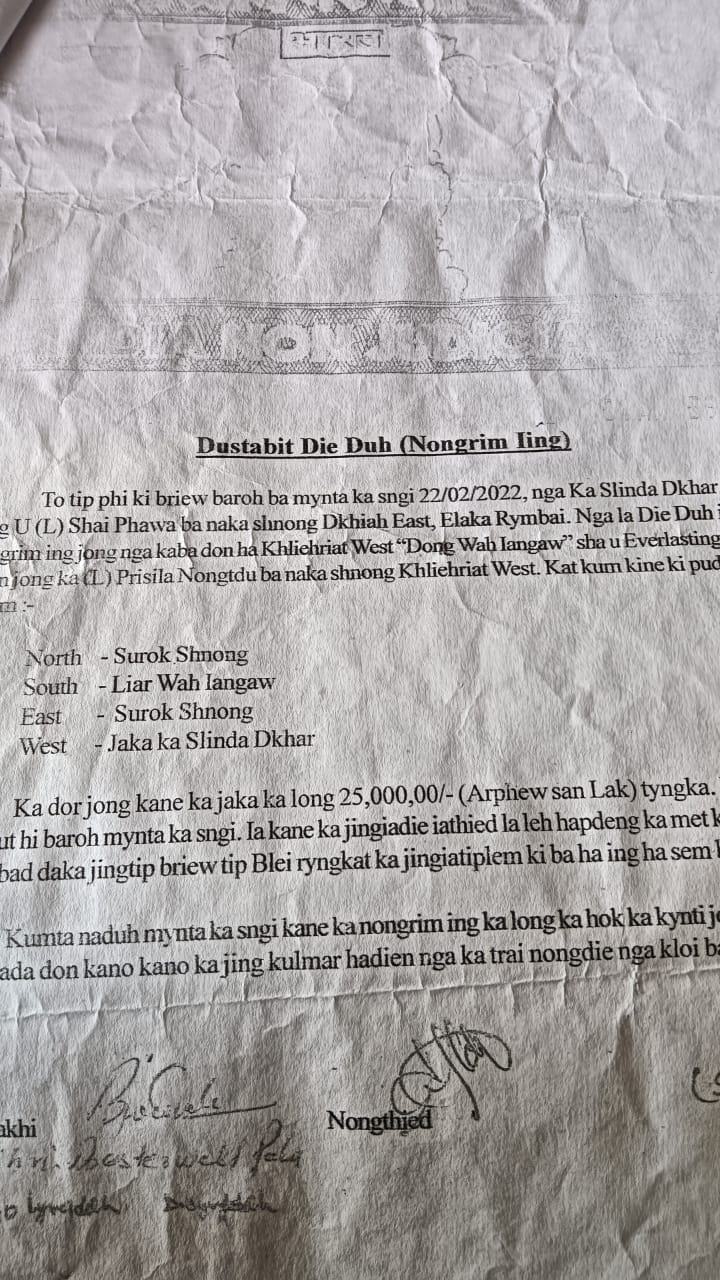 Dustabit Die Duh (Nongrim Iing)
To tip phi ki briew baroh ba mynta ka sngi 22/02/2022, nga Ka Slinda Dkhar
U (L) Shai Phawa ba naka shnong Dkhiah East, Elaka Rymbai. Nga la Die Duh
grim ing jong nga kaba don ha Khliehriat West “Dong Wah Iangaw” sha u Everlasting
jong ka (L) Prisila Nongtdu ba naka shnong Khliehriat West. Kat kum kine ki pud
m :-
North - Surok Shnong
South - Liar Wah Iangaw
East - Surok Shnong
West - Jaka ka Slinda Dkhar
Ka dor jong kane ka jaka ka long 25,000,00/- (Arphew san Lak) tyngka.
ut hi baroh mynta ka sngi. Ia kane ka jingiadie iathied la leh hapdeng ka met k
bad daka jingtip briew tip Blei ryngkat ka jingiatiplem ki ba ha ing ha sem
Kumta naduh mynta ka sngi kane ka nongrim ing ka long ka hok ka kynti je
ada don kano kano ka jing kulmar hadien nga ka trai nongdie nga kloi ba
akhi
Nongthied